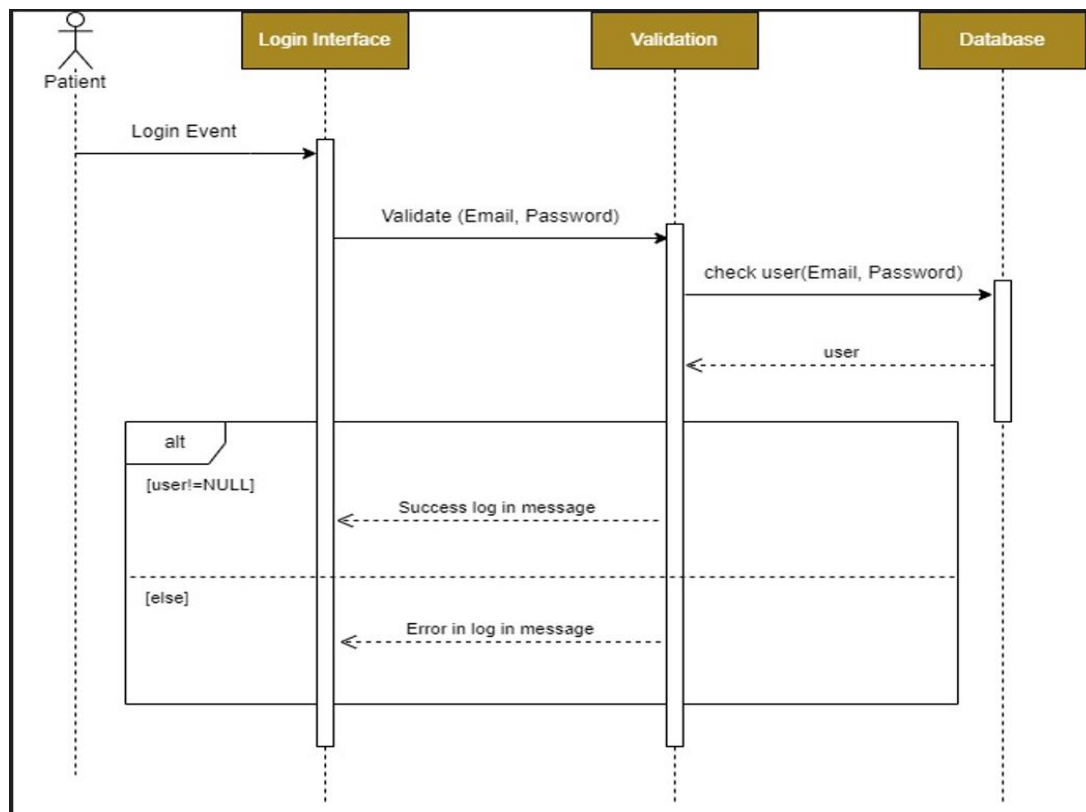 Patient
Login Interface
Validation
Database
Login Event
Validate (Email, Password)
check user(Email, Password)
user
alt
[user!=NULL]
Success log in message
[else]
Error in log in message